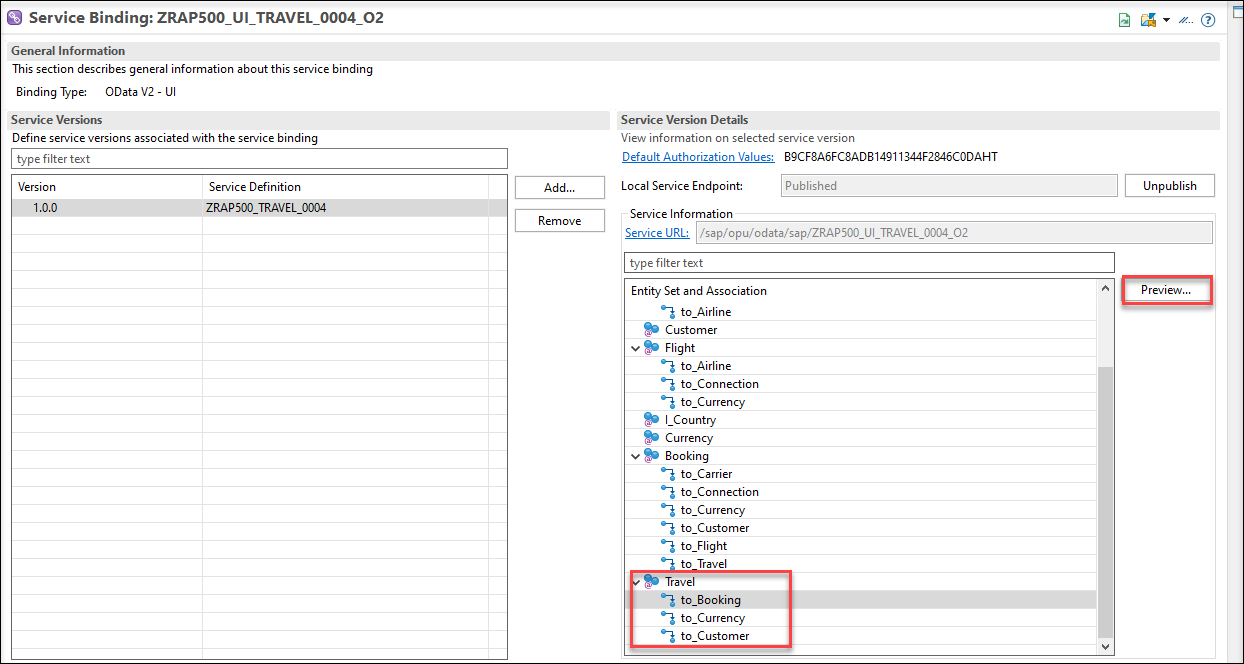 Service Binding: ZRAP500_UI_TRAVEL_0004_O2
General Information
This section describes general information about this service binding
Binding Type: OData V2 - UI
Service Versions
Define service versions associated with the service binding
type filter text
Version Service Definition
1.0.0 ZRAP500_TRAVEL_0004
Add...
Remove
Service Version Details
View information on selected service version
Default Authorization Values: B9CF8A6FC8ADB14911344F2846C0DAHT
Local Service Endpoint: Published Unpublish
Service Information
Service URL: /sap/opu/odata/sap/ZRAP500_UI_TRAVEL_0004_O2
type filter text
Entity Set and Association
Preview...
to_Airline
Customer
Flight
to_Airline
to_Connection
to_Currency
I_Country
Currency
Booking
to_Carrier
to_Connection
to_Currency
to_Customer
to_Flight
to_Travel
Travel
to_Booking
to_Currency
to_Customer